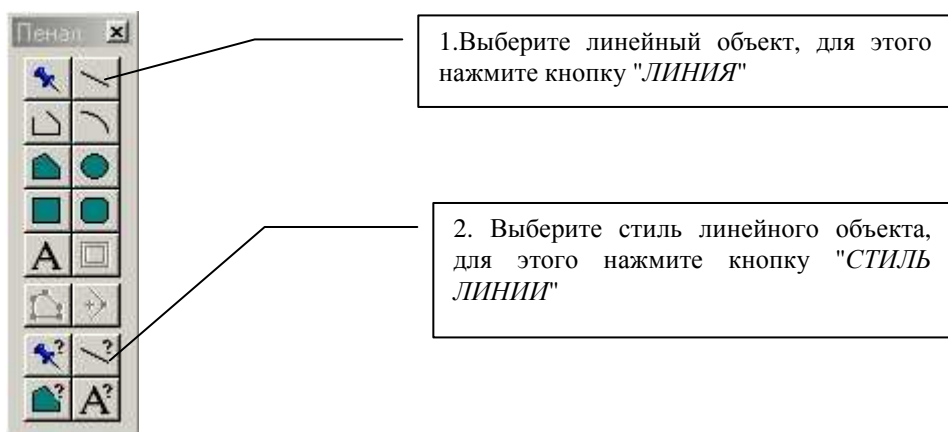 Пенал
1.Выберите линейный объект, для этого
нажмите кнопку "ЛИНИЯ"
A
2. Выберите стиль линейного объекта,
для этого нажмите кнопку "СТИЛЬ
ЛИНИИ"
? ?
? A?